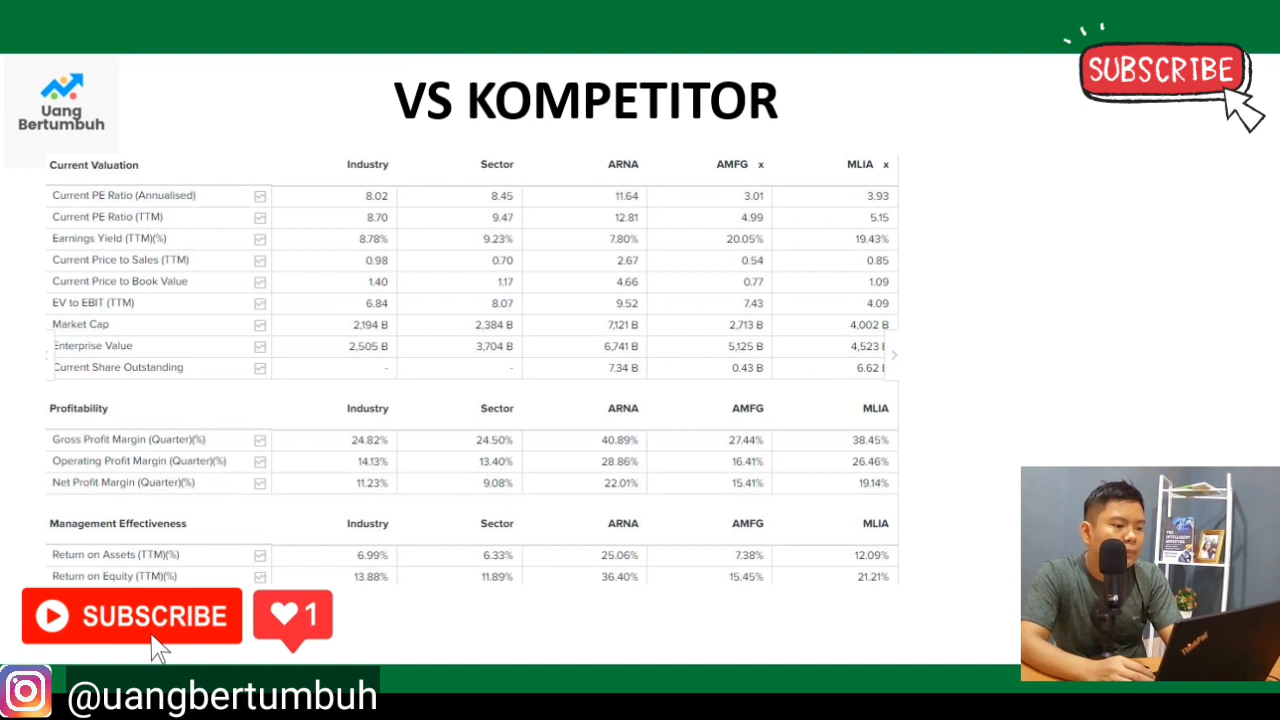 SUBSCRIBE
Uang
Bertumbuh
VS KOMPETITOR
Current Valuation Industry Sector ARNA AMFG x MLIA x
Current PE Ratio (Annualised) 8.02 8.45 11.64 3.01 3.93
Current PE Ratio (TTM) 8.70 9.47 12.81 4.99 5.15
Earnings Yield (TTM)(%) 8.78% 9.23% 7.80% 20.05% 19.43%
Current Price to Sales (TTM) 0.98 0.70 2.67 0.54 0.85
Current Price to Book Value 1.40 1.17 4.66 0.77 1.09
EV to EBIT (TTM) 6.84 8.07 9.52 7.43 4.09
Market Cap 2,194 B 2,384 B 7,121 B 2,713 B 4,002 B
Enterprise Value 2,505 B 3,704 B 6,741 B 5,125 B 4,523
Current Share Outstanding - - 7.34 B 0.43 B 6.62
Profitability Industry Sector ARNA AMFG MLIA
Gross Profit Margin (Quarter)(%) 24.82% 24.50% 40.89% 27.44% 38.45%
Operating Profit Margin (Quarter)(%) 14.13% 13.40% 28.86% 16.41% 26.46%
Net Profit Margin (Quarter)(%) 11.23% 9.08% 22.01% 15.41% 19.14%
Management Effectiveness Industry Sector ARNA AMFG MLIA
Return on Assets (TTM)(%) 6.99% 6.33% 25.06% 7.38% 12.09%
Return on Equity (TTM)(%) 13.88% 11.89% 36.40% 15.45% 21.21%
SUBSCRIBE 1
@uangbertumbuh
THE
INTELLIGENT
INVESTOR
ThinkPad